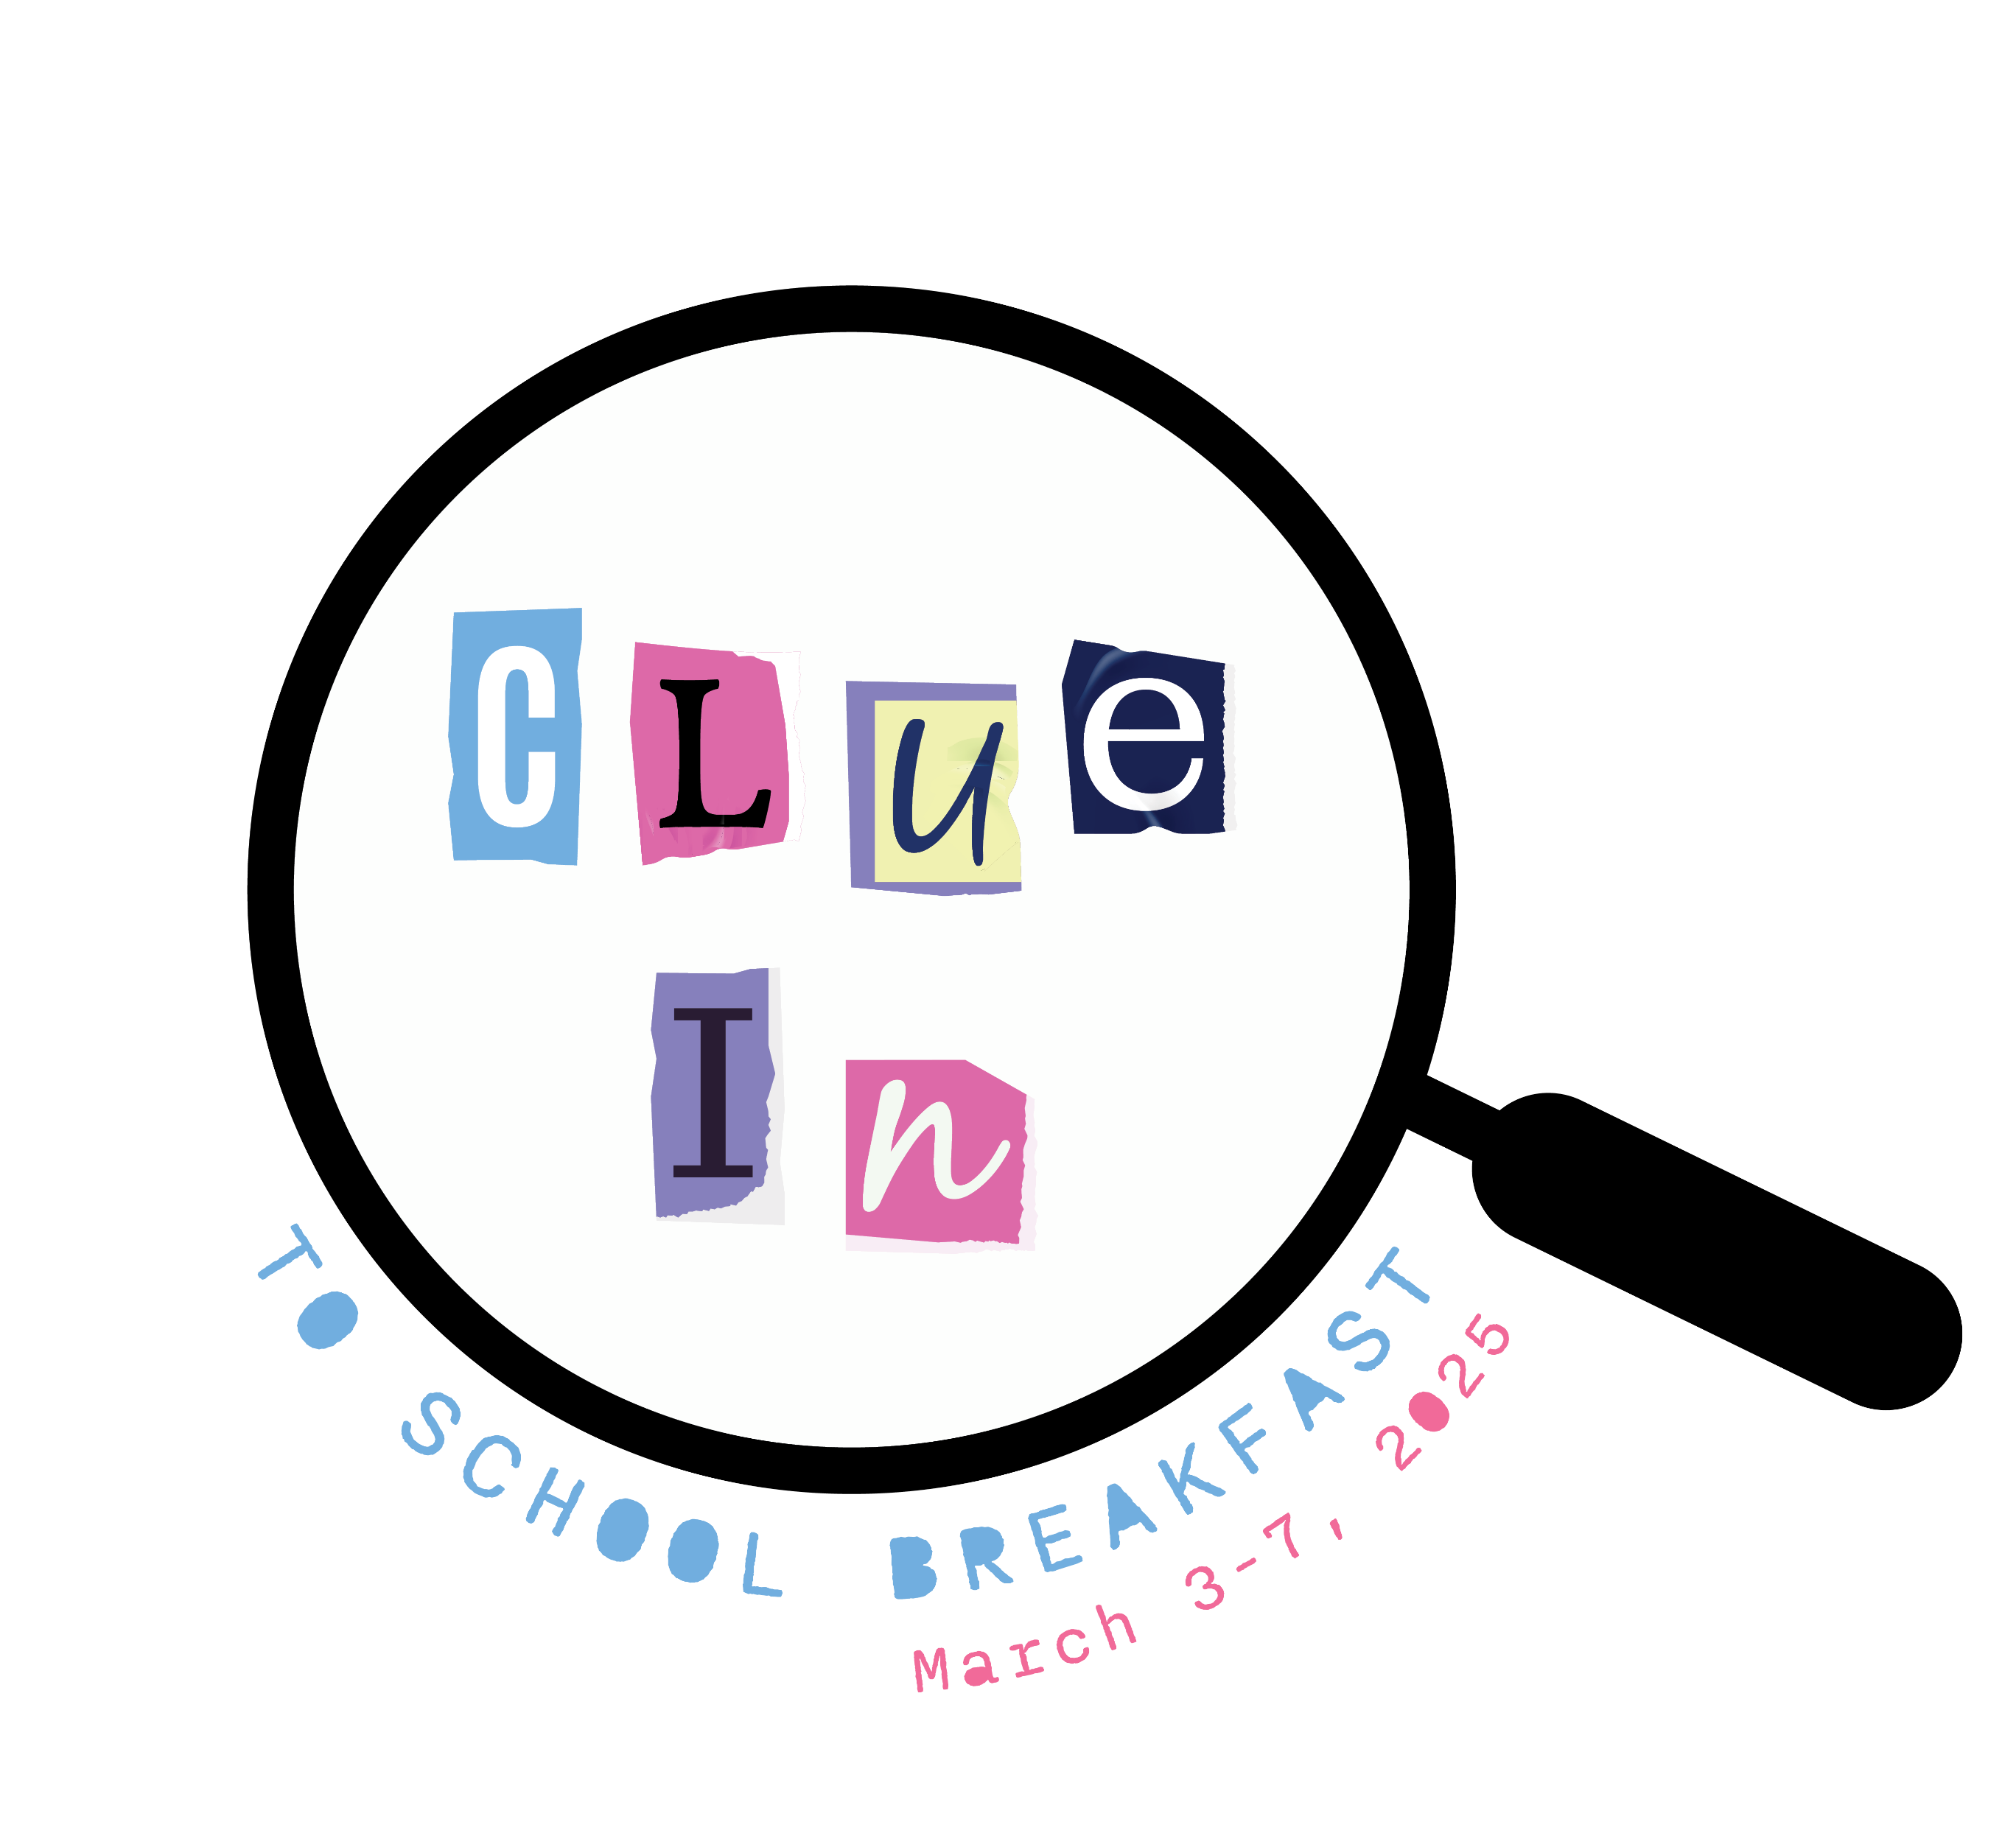 CLue
In
TO SCHOOL BREAKFAST
March 3-7, 2025